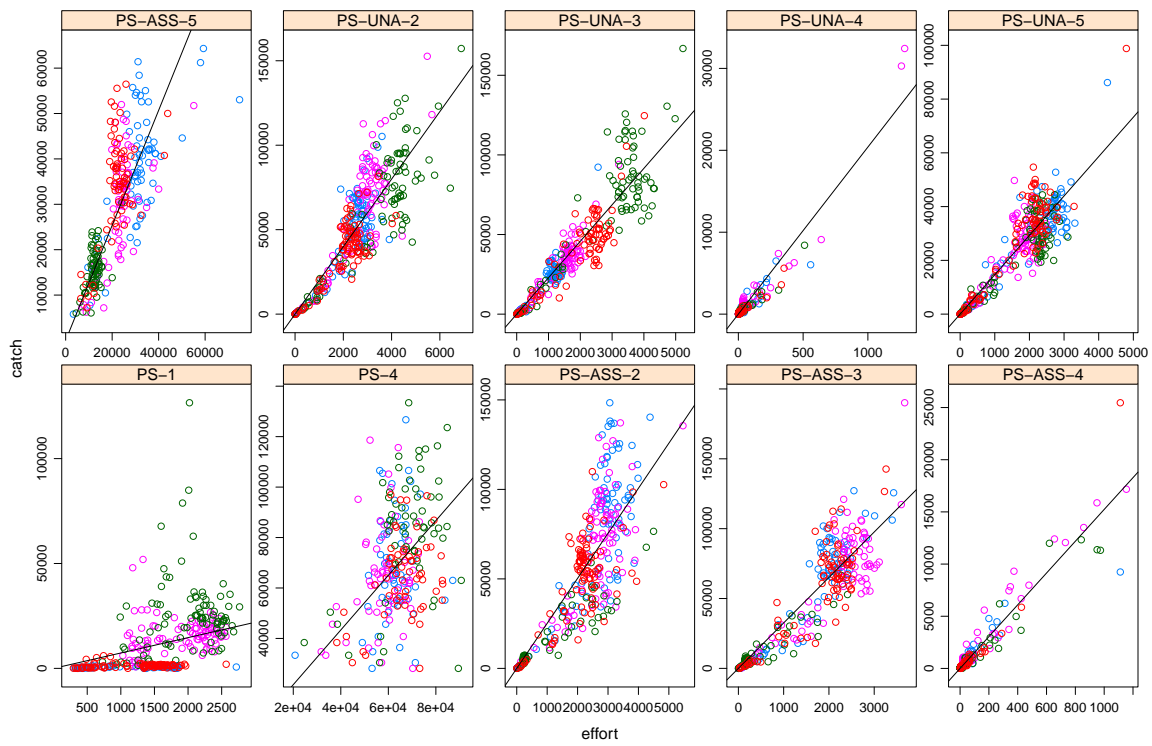 PS−ASS−5 PS−UNA−2 PS−UNA−3 PS−UNA−4 PS−UNA−5
10000 20000 30000 40000 50000 60000
0 50000 100000 150000
0 50000 100000 150000
0 10000 20000 30000
0 20000 40000 60000 80000 100000
0 20000 40000 60000
0 2000 4000 6000
0 1000 2000 3000 4000 5000
0 500 1000
0 1000 2000 3000 4000 5000
catch
PS−1 PS−4 PS−ASS−2 PS−ASS−3 PS−ASS−4
0 50000 100000
40000 60000 80000 100000 120000
0 50000 100000 150000
0 50000 100000 150000
0 5000 10000 15000 20000 25000
500 1000 1500 2000 2500
2e+04 4e+04 6e+04 8e+04
0 1000 2000 3000 4000 5000
0 1000 2000 3000
0 200 400 600 800 1000
effort